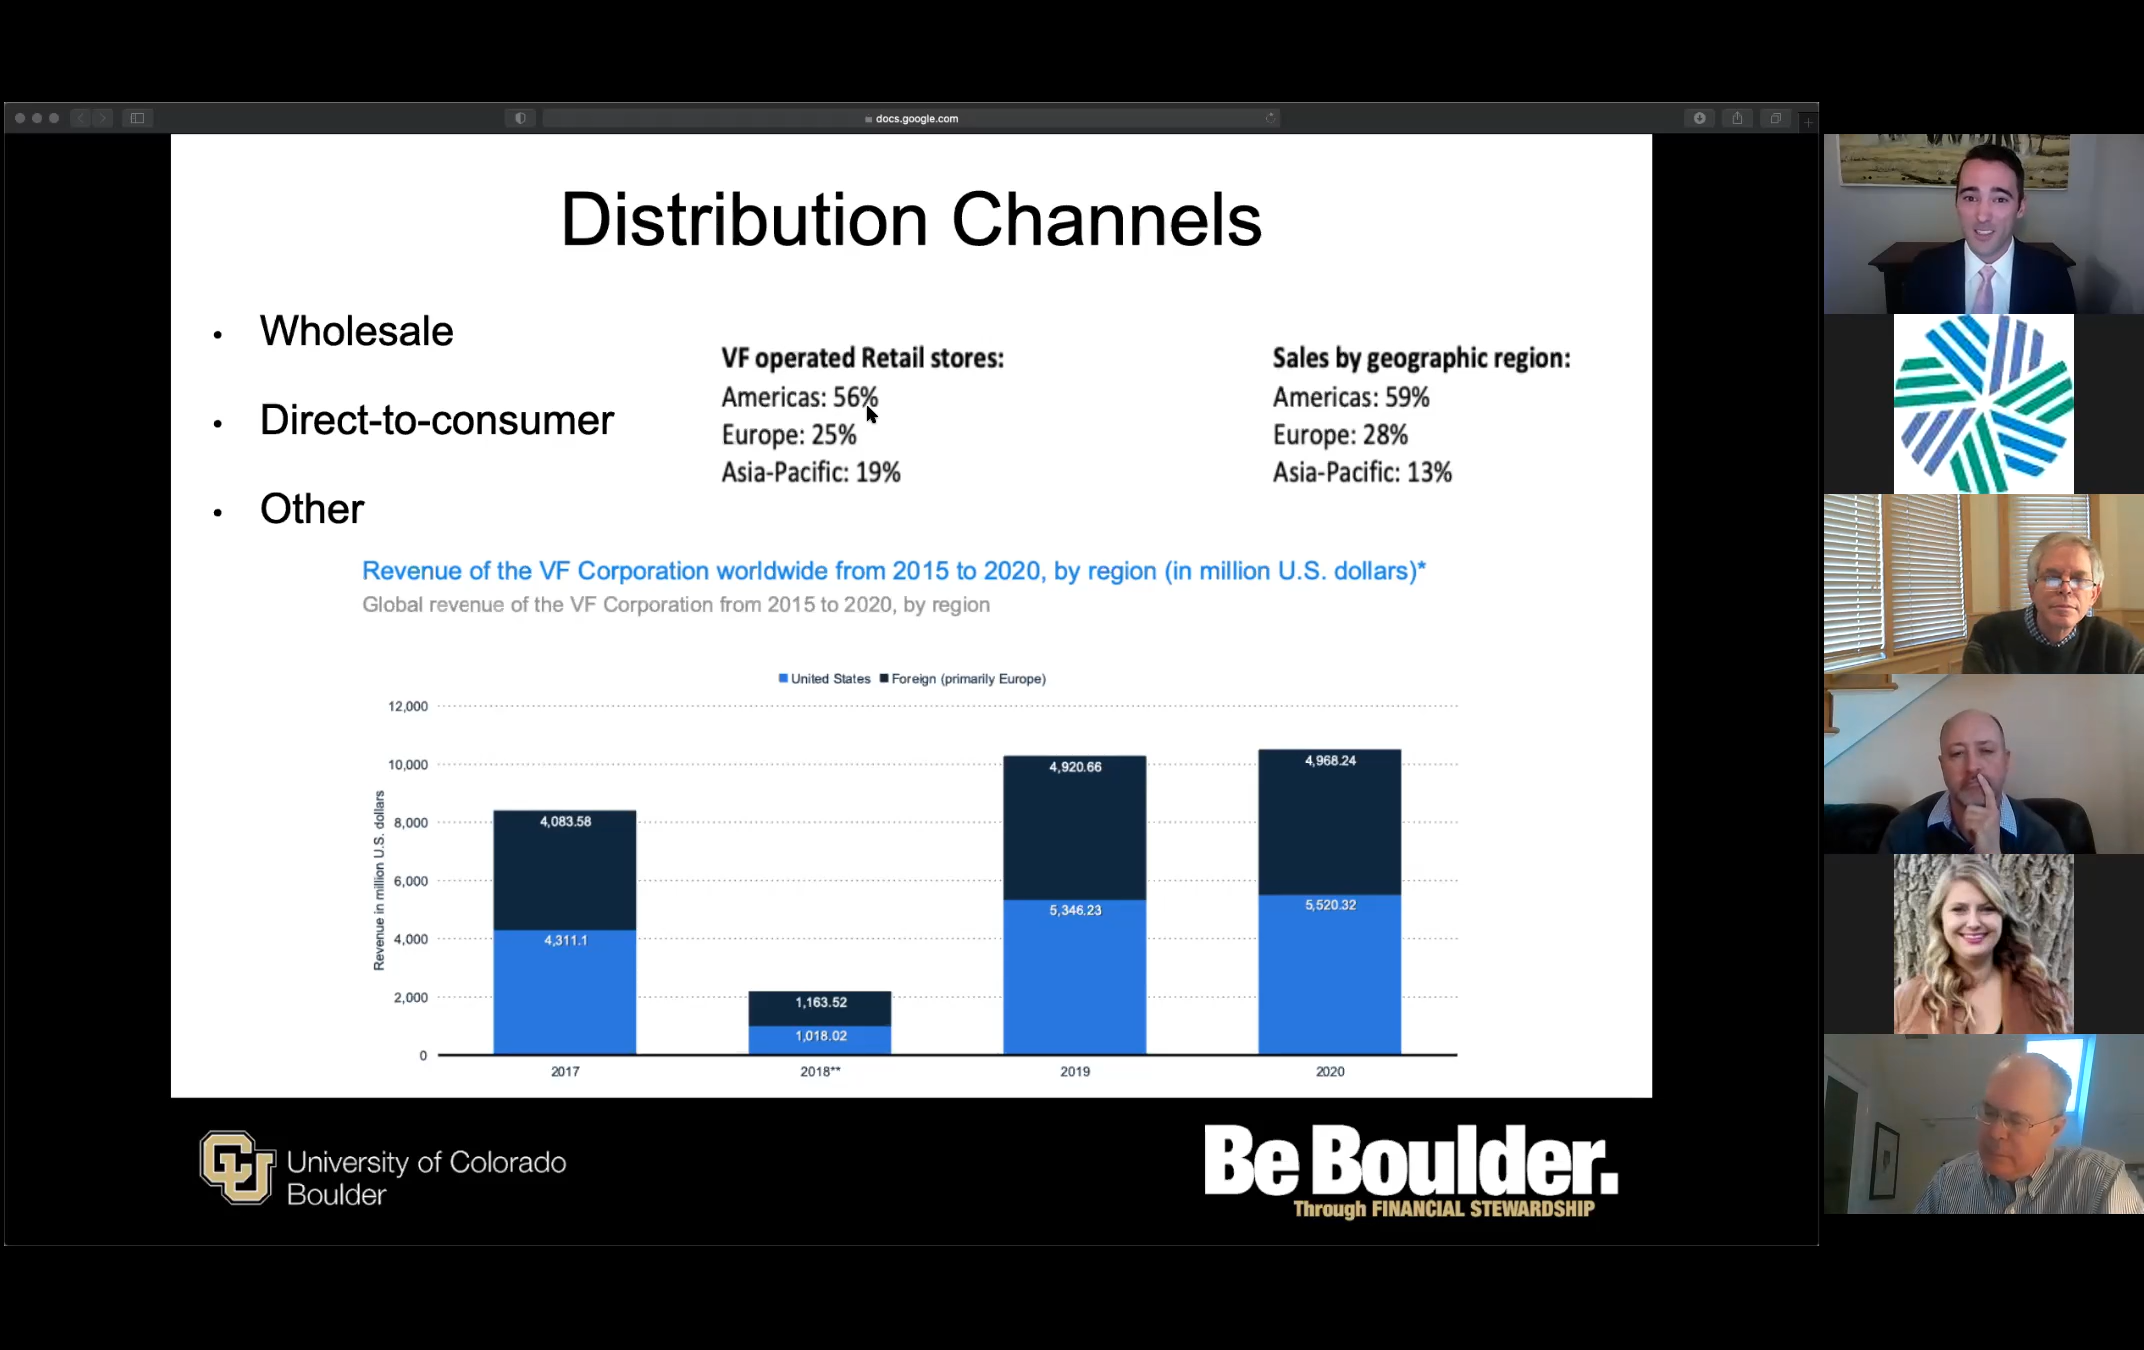 docs.google.com
Distribution Channels
• Wholesale
• Direct-to-consumer
• Other
VF operated Retail stores:
Americas: 56%
Europe: 25%
Asia-Pacific: 19%
Sales by geographic region:
Americas: 59%
Europe: 28%
Asia-Pacific: 13%
Revenue of the VF Corporation worldwide from 2015 to 2020, by region (in million U.S. dollars)*
Global revenue of the VF Corporation from 2015 to 2020, by region
United States Foreign (primarily Europe)
Revenue in million U.S. dollars
12,000
10,000
8,000
6,000
4,000
2,000
0
4,083.58
4,311.1
1,163.52
1,018.02
4,920.66
5,346.23
4,968.24
5,520.32
2017 2018** 2019 2020
CU
University of Colorado
Boulder
Be Boulder.
Through FINANCIAL STEWARDSHIP